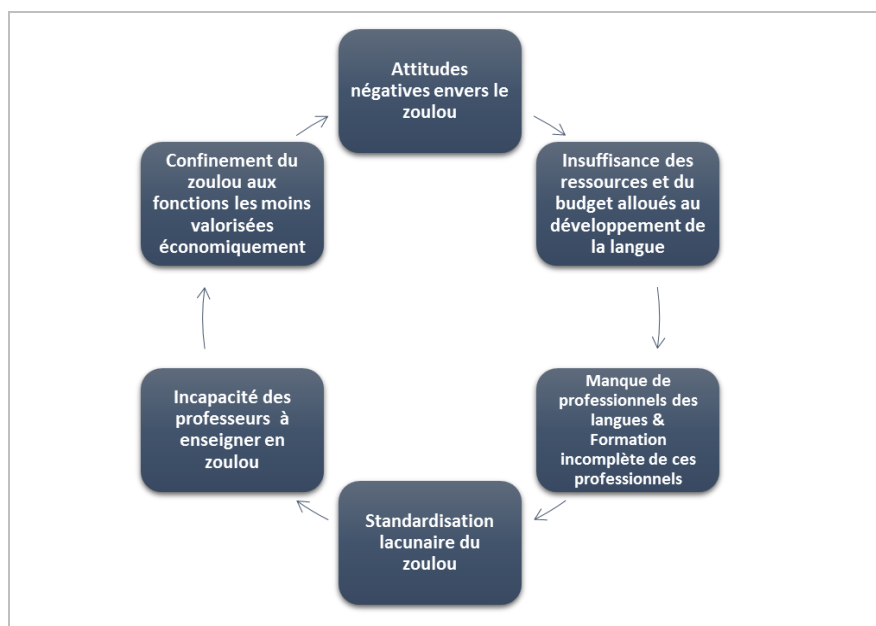 Attitudes
négatives envers le
zoulou
Insuffisance des
ressources et du
budget alloués au
développement de
la langue
Manque de
professionnels des
langues &
Formation
incomplète de ces
professionnels
Standardisation
lacunaire du
zoulou
Incapacité des
professeurs à
enseigner en
zoulou
Confinement du
zoulou aux
fonctions les moins
valorisées
économiquement